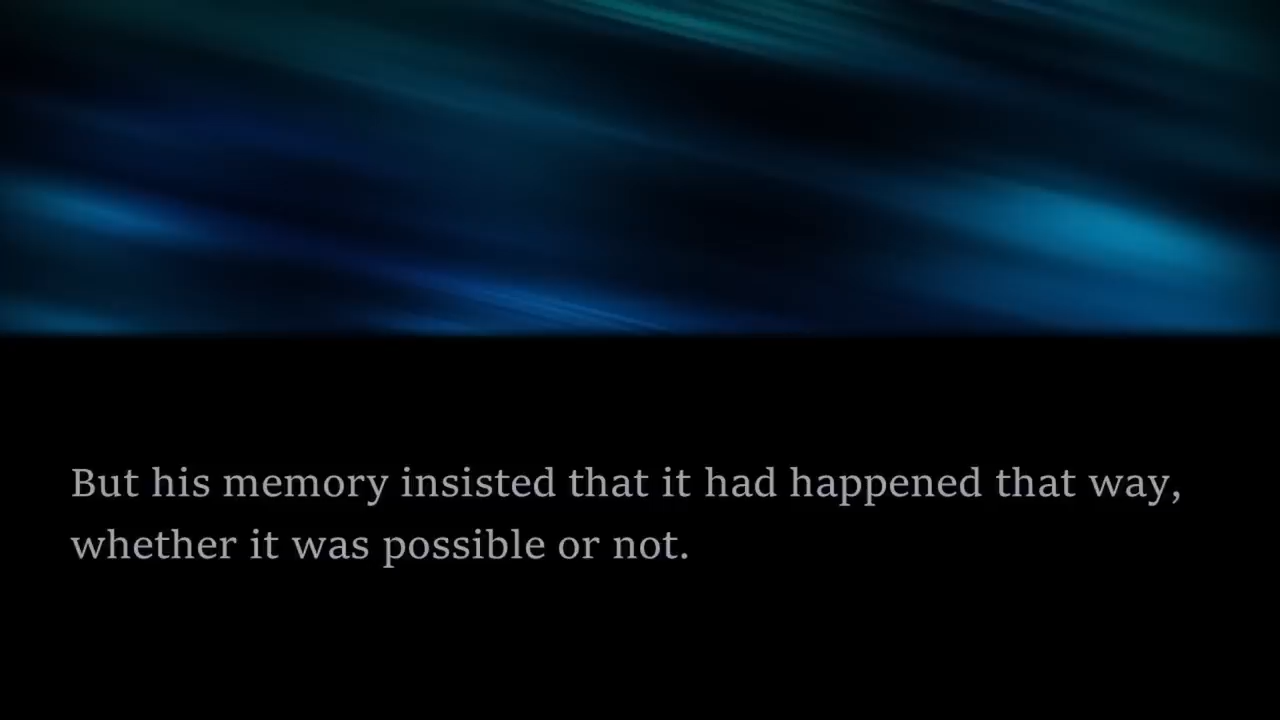 But his memory insisted that it had happened that way,
whether it was possible or not.